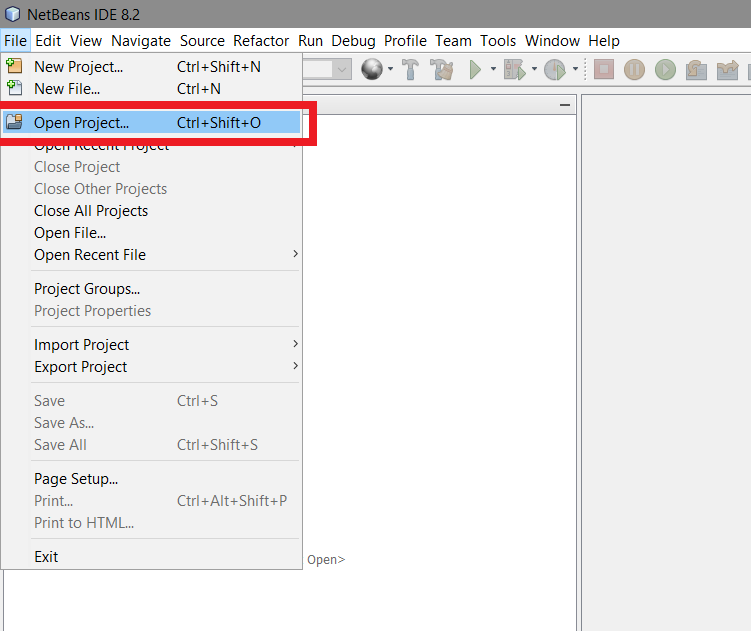 NetBeans IDE 8.2
File Edit View Navigate Source Refactor Run Debug Profile Team Tools Window Help
New Project... Ctrl+Shift+N
New File... Ctrl+N
Open Project... Ctrl+Shift+O
Open Recent Project
Close Project
Close Other Projects
Close All Projects
Open File...
Open Recent File
Project Groups...
Project Properties
Import Project
Export Project
Save Ctrl+S
Save As...
Save All Ctrl+Shift+S
Page Setup...
Print... Ctrl+Alt+Shift+P
Print to HTML...
Exit
Open>